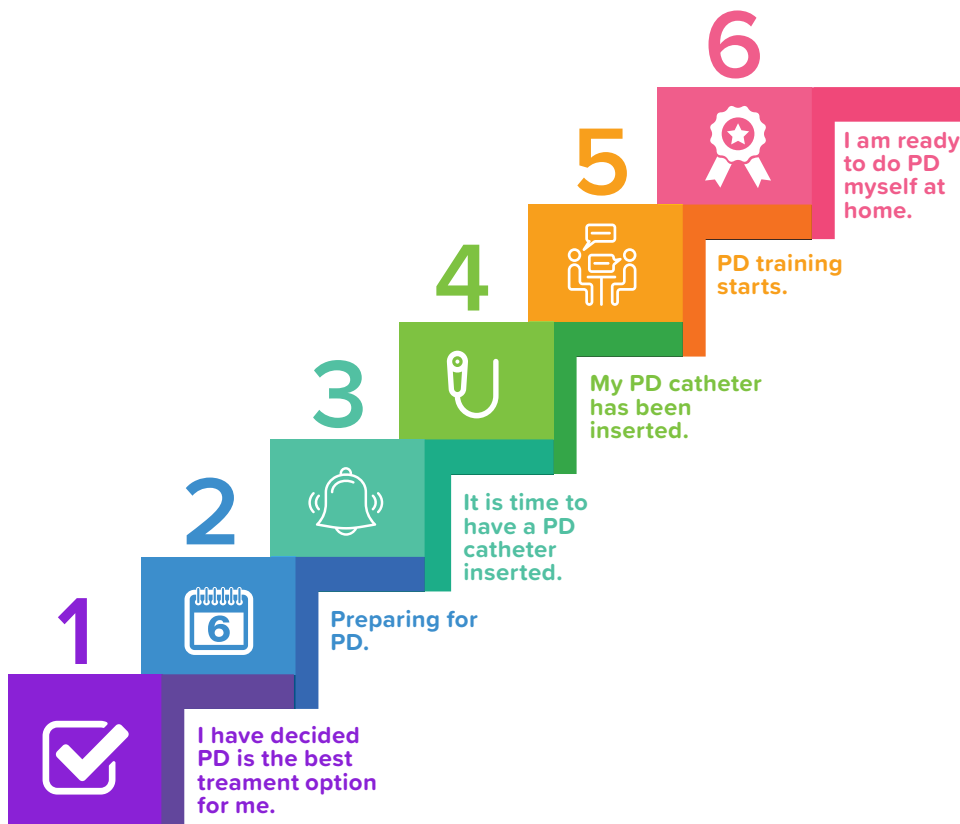 1
I have decided
PD is the best
treament option
for me.
2
6
Preparing for
PD.
3
It is time to
have a PD
catheter
inserted.
4
My PD catheter
has been
inserted.
5
PD training
starts.
6
I am ready
to do PD
myself at
home.